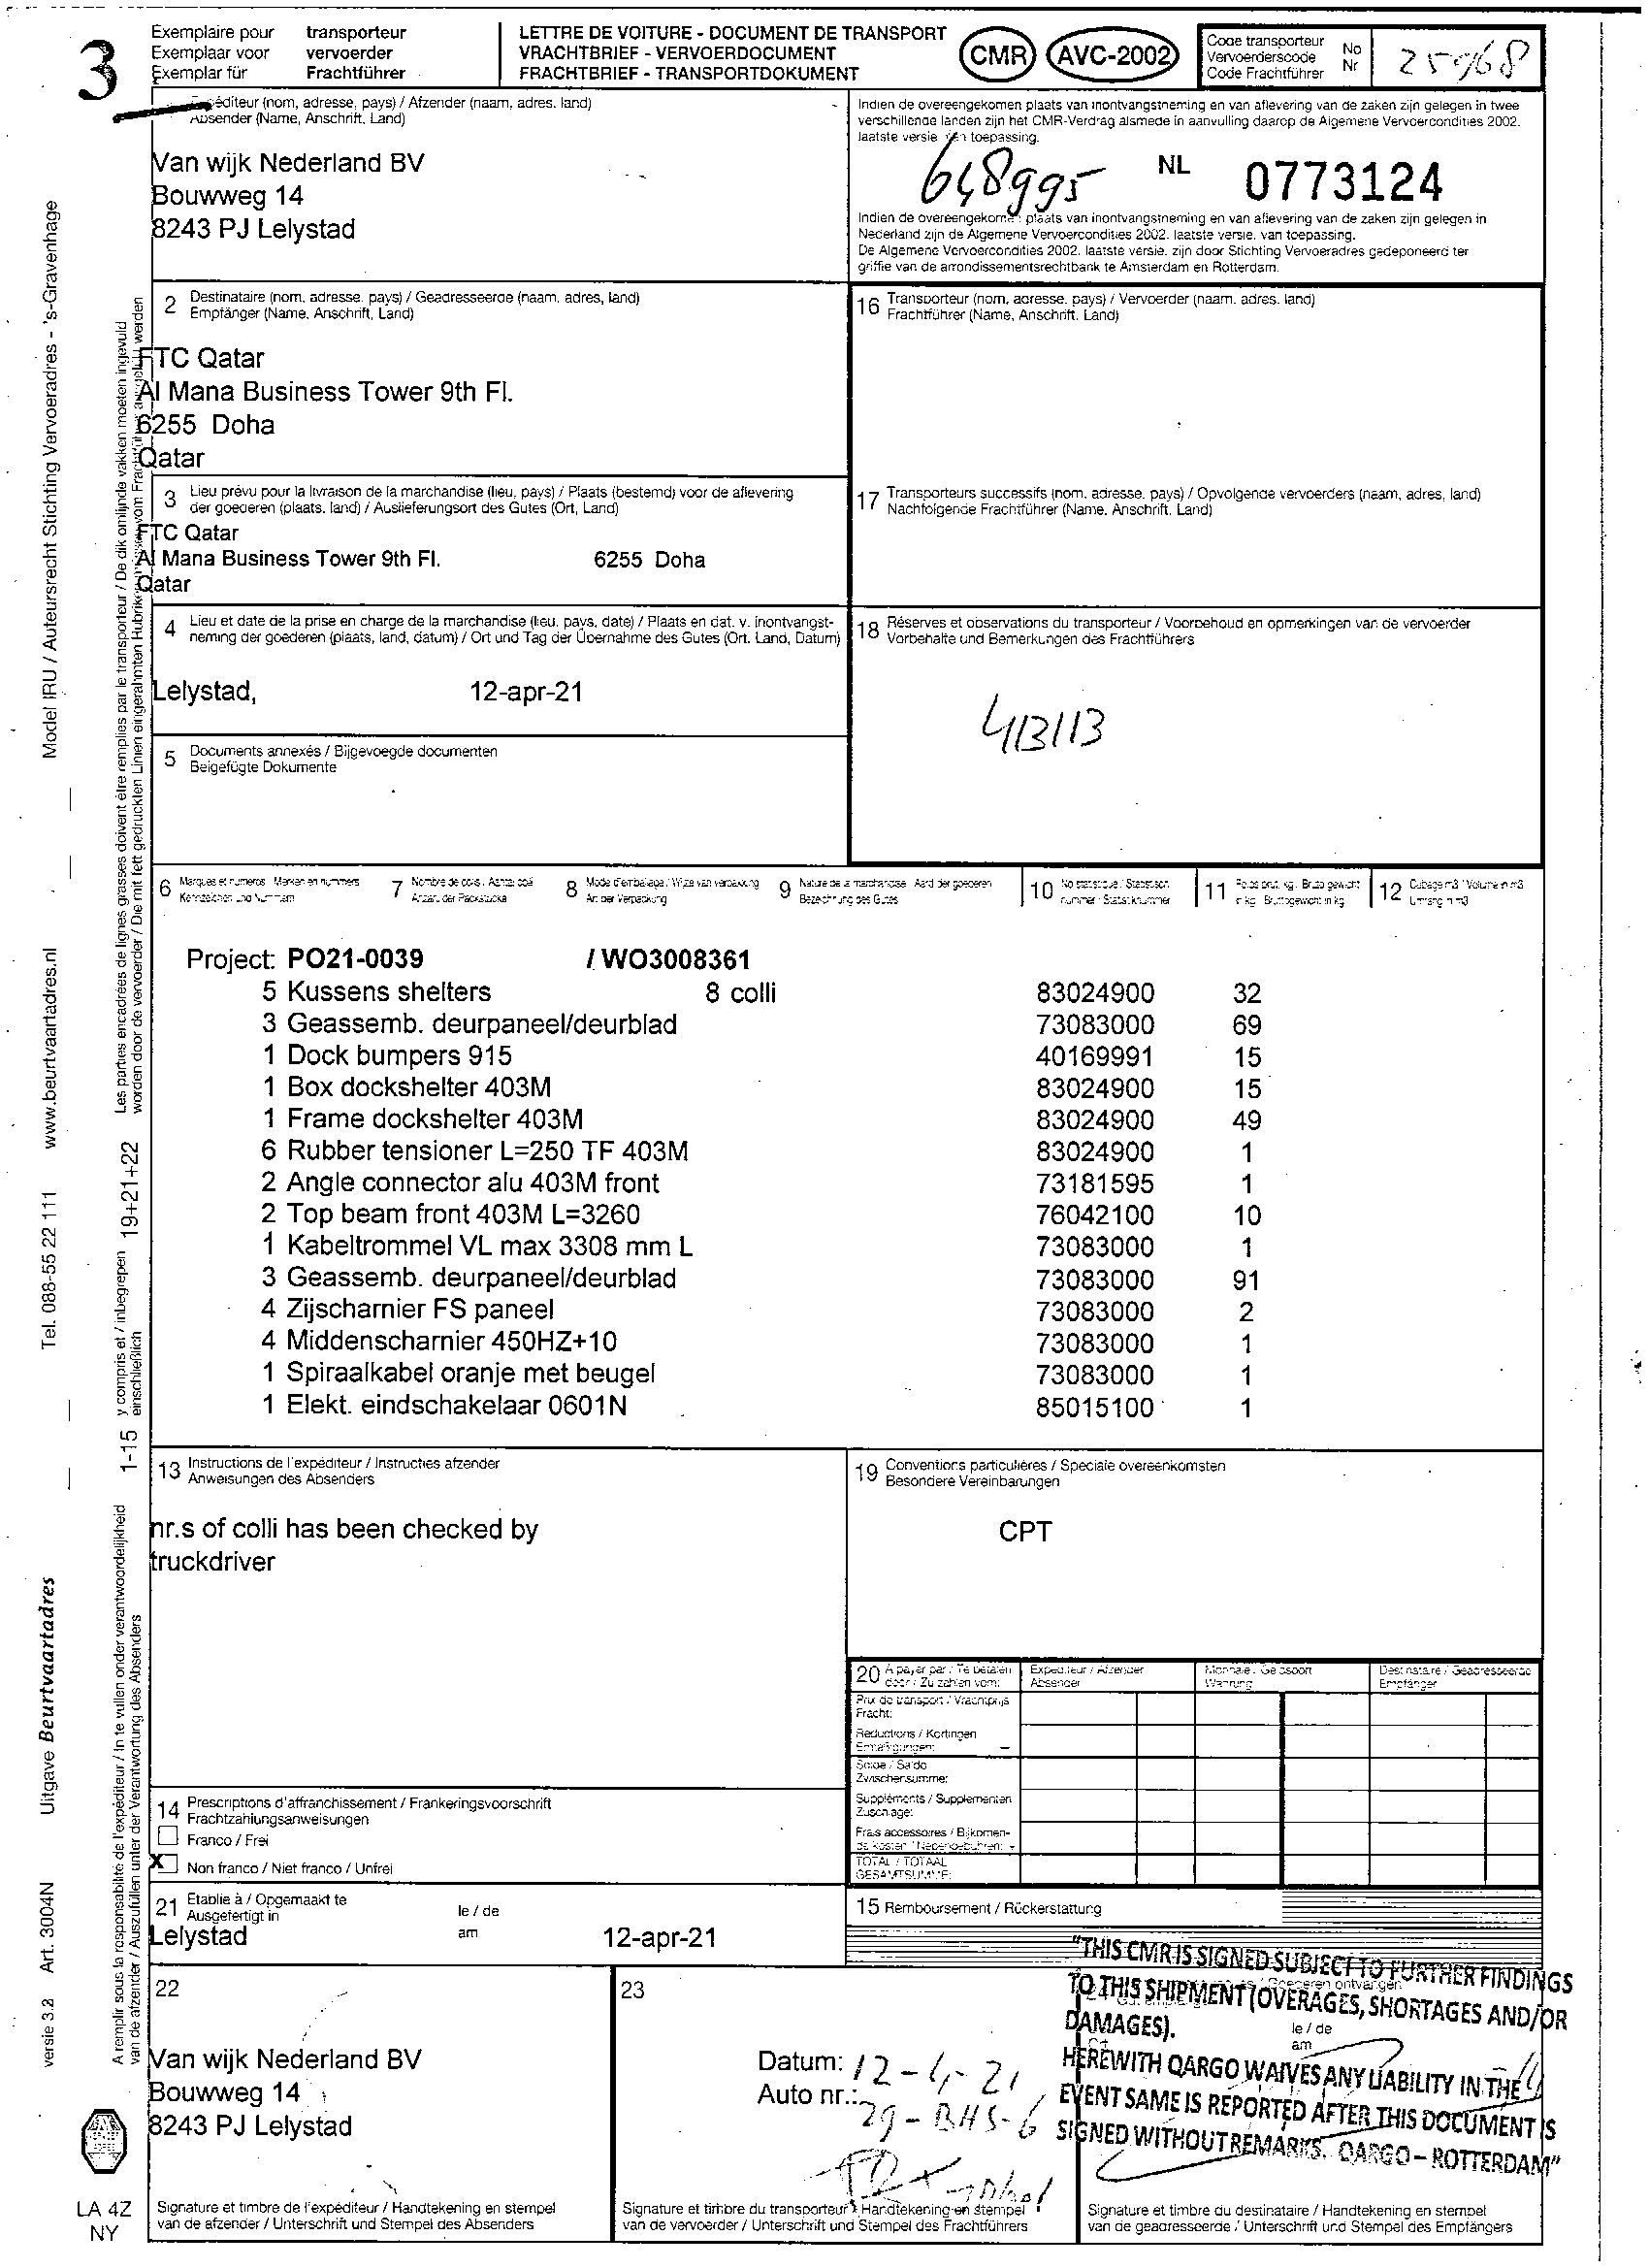 3
Exemplaire pour transporteur
Exemplaar voor vervoerder
Exemplar für Frachtführer
LETTRE DE VOITURE - DOCUMENT DE TRANSPORT
VRACHTBRIEF - VERVOERDOCUMENT
FRACHTBRIEF - TRANSPORTDOKUMENT
CMR AVC-2002
Code transporteur
Vervoerderscode
Code Frachtführer
No
Nr
(nom, adresse, pays) / Afzender (naam, adres, land)
Absender (Name, Anschrift, Land)
Van wijk Nederland BV
Bouwweg 14
8243 PJ Lelystad
Indien de overeengekomen plaats van inontvangstneming en van aflevering van de zaken zijn gelegen in twee
verschillende landen zijn het CMR-Verdrag alsmede in aanvulling daarop de Algemene Vervoercondities 2002.
laatste versie van toepassing.
648995
NL 0773124
Indien de overeengekomen plaats van inontvangstneming en van aflevering van de zaken zijn gelegen in
Nederland zijn de Algemene Vervoercondities 2002. laatste versie. van toepassing.
De Algemene Vervoercondities 2002. laatste versie. zijn door Stichting Vervoeradres gedeponeerd ter
griffie van de arrondissementsrechtbank te Amsterdam en Rotterdam.
2 Destinataire (nom, adresse, pays) / Geadresseerde (naam, adres, land)
Empfänger (Name, Anschrift, Land)
FTC Qatar
Al Mana Business Tower 9th Fl.
6255 Doha
Qatar
16 Transporteur (nom, adresse, pays) / Vervoerder (naam, adres, land)
Frachtführer (Name, Anschrift, Land)
3 Lieu prévu pour la livraison de la marchandise (lieu, pays) / Plaats (bestemd) voor de aflevering
der goederen (plaats, land) / Auslieferungsort des Gutes (Ort, Land)
FTC Qatar
Al Mana Business Tower 9th Fl. 6255 Doha
Qatar
17 Transporteurs successifs (nom, adresse, pays) / Opvolgende vervoerders (naam, adres, land)
Nachfolgende Frachtführer (Name, Anschrift, Land)
4 Lieu et date de la prise en charge de la marchandise (lieu, pays, date) / Plaats en dat. v. inontvangst-
neming der goederen (plaats, land, datum) / Ort und Tag der Übernahme des Gutes (Ort, Land, Datum)
Lelystad, 12-apr-21
18 Réserves et observations du transporteur / Voorbehoud en opmerkingen van de vervoerder
Vorbehalte und Bemerkungen des Frachtführers
413113
5 Documents annexés / Bijgevoegde documenten
Beigefügte Dokumente
6 Marques et numeros Merken en nummers
Kennzeichen und Nummern
7 Nombre de colis / Aantal colli
Anzahl der Packstücke
8 Mode d'emballage / Wijze van verpakking
Art der Verpackung
9 Nature de la marchandise Aard der goederen
Bezeichnung des Gutes
10 No statistique / Statistisch
nummer / Statistiknummer
11 Poids brut, kg. / Bruto gewicht
in kg. Bruttogewicht in kg
12 Cubage m3 / Volume in m3
Umfang in m3
Project: PO21-0039 / WO3008361
5 Kussens shelters 8 colli 83024900 32
3 Geassemb. deurpaneel/deurblad 73083000 69
1 Dock bumpers 915 40169991 15
1 Box dockshelter 403M 83024900 15
1 Frame dockshelter 403M 83024900 49
6 Rubber tensioner L=250 TF 403M 83024900 1
2 Angle connector alu 403M front 73181595 1
2 Top beam front 403M L=3260 76042100 10
1 Kabeltrommel VL max 3308 mm L 73083000 1
3 Geassemb. deurpaneel/deurblad 73083000 91
4 Zijscharnier FS paneel 73083000 2
4 Middenscharnier 450HZ+10 73083000 1
1 Spiraalkabel oranje met beugel 73083000 1
1 Elekt. eindschakelaar 0601N 85015100 1
13 Instructions de l'expéditeur / Instructies afzender
Anweisungen des Absenders
nr.s of colli has been checked by
truckdriver
19 Conventions particulières / Speciale overeenkomsten
Besondere Vereinbarungen
CPT
20 A payer par / Te betalen
door / Zu zahlen vom:
Expediteur / Afzender
Absender
Monnaie / Geldsoort
Währung
Destinataire / Geadresseerde
Empfänger
Prix de transport / Vrachtprijs
Fracht:
Reductions / Kortingen
Ermäßigungen: –
Solde / Saldo
Zwischensumme:
Suppléments / Supplementen
Zuschlage:
Frais accessoires / Bijkomen-
de kosten / Nebengebühren: +
TOTAL / TOTAAL
GESAMTSUMME:
14 Prescriptions d'affranchissement / Frankeringsvoorschrift
Frachtzahlungsanweisungen
Franco / Frei
X Non franco / Niet franco / Unfrei
21 Etablie à / Opgemaakt te
Ausgefertigt in
le / de
am
Lelystad 12-apr-21
15 Remboursement / Rückerstattung
22
Van wijk Nederland BV
Bouwweg 14
8243 PJ Lelystad
Signature et timbre de l'expéditeur / Handtekening en stempel
van de afzender / Unterschrift und Stempel des Absenders
23
Datum: 12-4-21
Auto nr.: 29-BHS-6
Signature et timbre du transporteur / Handtekening en stempel
van de vervoerder / Unterschrift und Stempel des Frachtführers
"THIS CMR IS SIGNED SUBJECT TO FURTHER FINDINGS
TO THIS SHIPMENT (OVERAGES, SHORTAGES AND/OR
DAMAGES).
le / de
am
HEREWITH QARGO WAIVES ANY LIABILITY IN THE
EVENT SAME IS REPORTED AFTER THIS DOCUMENT IS
SIGNED WITHOUT REMARKS. QARGO – ROTTERDAM"
Signature et timbre du destinataire / Handtekening en stempel
van de geadresseerde / Unterschrift und Stempel des Empfängers
Model IRU / Auteursrecht Stichting Vervoeradres - 's-Gravenhage
www.beurtvaartadres.nl
Tel. 088-55 22 111
Uitgave Beurtvaartadres
Art. 3004N
versie 3.2
Les parties encadrées de lignes grasses doivent être remplies par le transporteur / De dik omlijnde vakken moeten ingevuld
worden door de vervoerder / Die mit fett gedruckten Linien eingerahmten Rubriken vom Frachtführer werden
19+21+22
y compris et / inbegrepen
einschließlich
1-15
A remplir sous la responsabilité de l'expéditeur / In te vullen onder verantwoordelijkheid
van de afzender / Auszufüllen unter der Verantwortung des Absenders
LA 4Z
NY